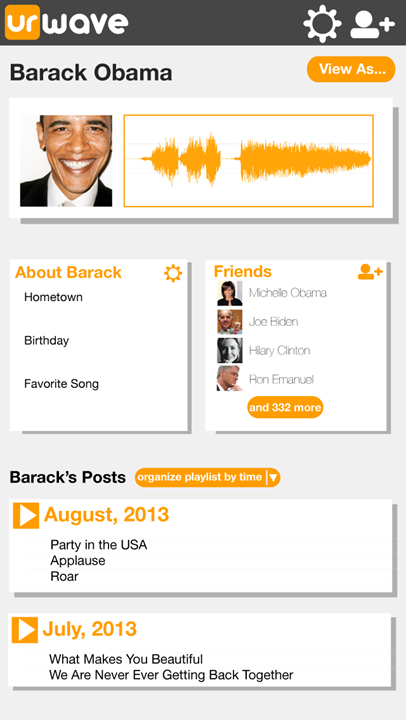 urwave
Barack Obama
View As...
About Barack
Hometown
Birthday
Favorite Song
Friends
Michelle Obama
Joe Biden
Hilary Clinton
Ron Emanuel
and 332 more
Barack's Posts
organize playlist by time
August, 2013
Party in the USA
Applause
Roar
July, 2013
What Makes You Beautiful
We Are Never Ever Getting Back Together